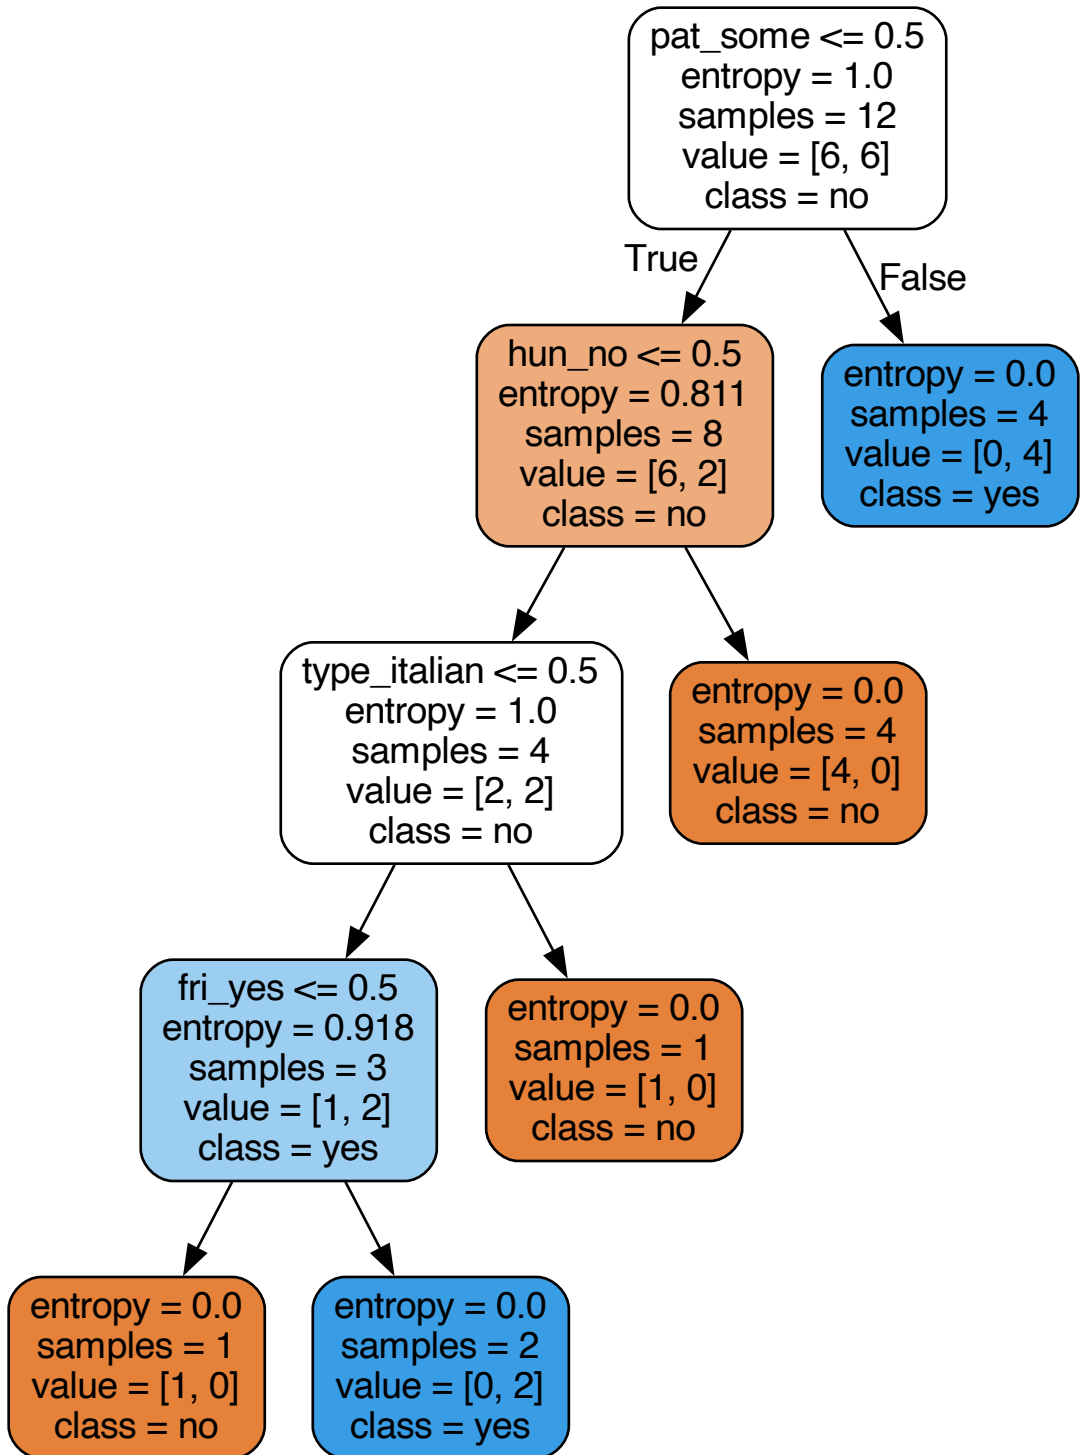 pat_some <= 0.5
entropy = 1.0
samples = 12
value = [6, 6]
class = no
True
False
hun_no <= 0.5
entropy = 0.811
samples = 8
value = [6, 2]
class = no
entropy = 0.0
samples = 4
value = [0, 4]
class = yes
type_italian <= 0.5
entropy = 1.0
samples = 4
value = [2, 2]
class = no
entropy = 0.0
samples = 4
value = [4, 0]
class = no
fri_yes <= 0.5
entropy = 0.918
samples = 3
value = [1, 2]
class = yes
entropy = 0.0
samples = 1
value = [1, 0]
class = no
entropy = 0.0
samples = 1
value = [1, 0]
class = no
entropy = 0.0
samples = 2
value = [0, 2]
class = yes